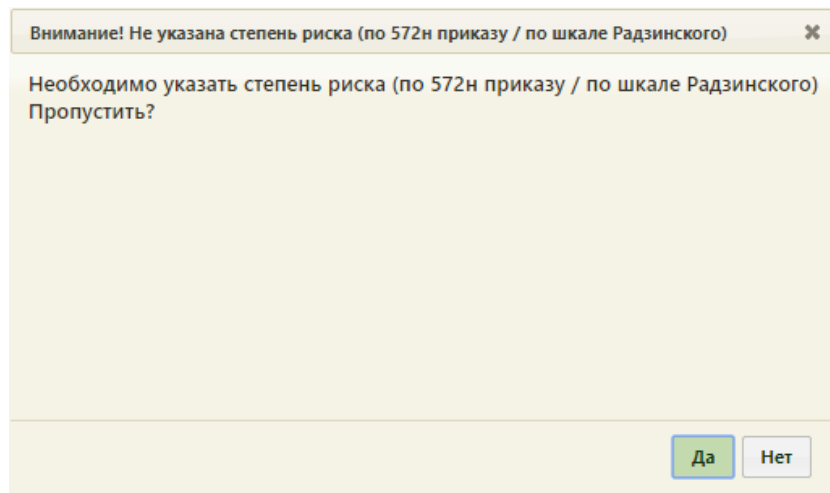 Внимание! Не указана степень риска (по 572н приказу / по шкале Радзинского)
Необходимо указать степень риска (по 572н приказу / по шкале Радзинского)
Пропустить?
Да
Нет